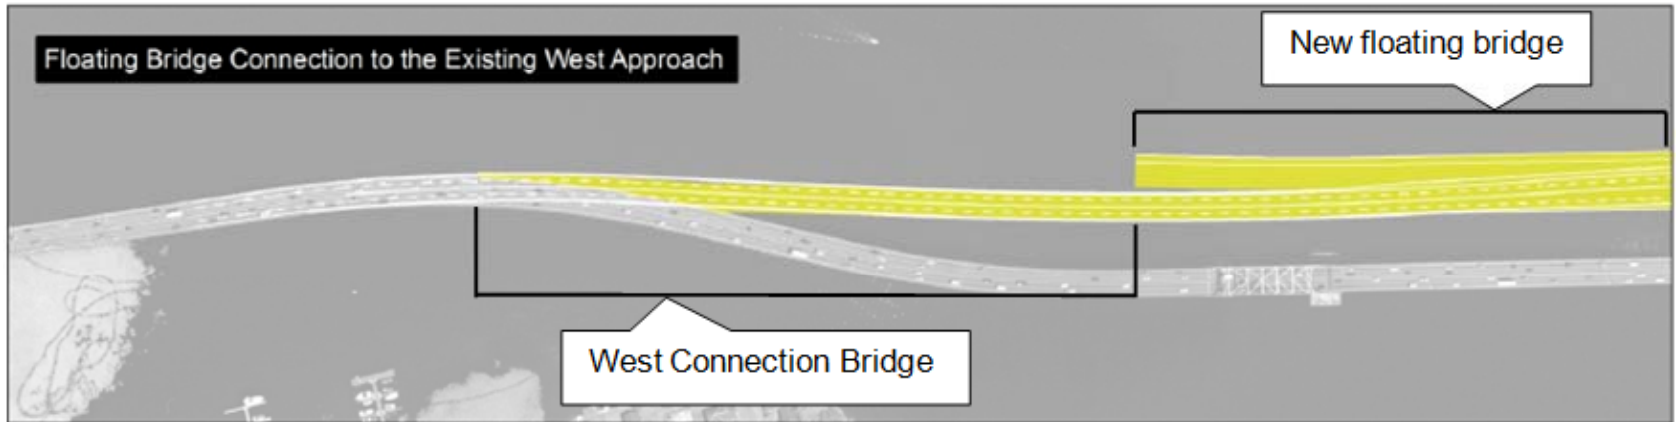 Floating Bridge Connection to the Existing West Approach
New floating bridge
West Connection Bridge